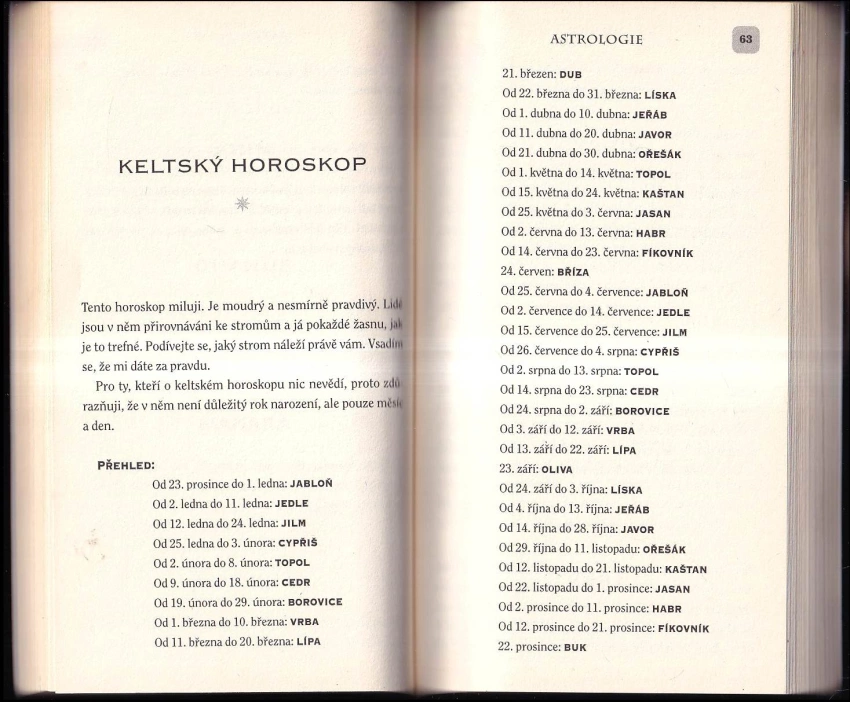 KELTSKÝ HOROSKOP
Tento horoskop miluji. Je moudrý a nesmírně pravdivý. Lidé
jsou v něm přirovnáváni ke stromům a já pokaždé žasnu, jak
je to trefné. Podívejte se, jaký strom náleží právě vám. Vsadím
se, že mi dáte za pravdu.
Pro ty, kteří o keltském horoskopu nic nevědí, proto zdů-
razňuji, že v něm není důležitý rok narození, ale pouze měsíc
a den.
PŘEHLED:
Od 23. prosince do 1. ledna: JABLOŇ
Od 2. ledna do 11. ledna: JEDLE
Od 12. ledna do 24. ledna: JILM
Od 25. ledna do 3. února: CYPŘIŠ
Od 2. února do 8. února: TOPOL
Od 9. února do 18. února: CEDR
Od 19. února do 29. února: BOROVICE
Od 1. března do 10. března: VRBA
Od 11. března do 20. března: LÍPA
ASTROLOGIE
63
21. březen: DUB
Od 22. března do 31. března: LÍSKA
Od 1. dubna do 10. dubna: JEŘÁB
Od 11. dubna do 20. dubna: JAVOR
Od 21. dubna do 30. dubna: OŘEŠÁK
Od 1. května do 14. května: TOPOL
Od 15. května do 24. května: KAŠTAN
Od 25. května do 3. června: JASAN
Od 2. června do 13. června: HABR
Od 14. června do 23. června: FÍKOVNÍK
24. červen: BŘÍZA
Od 25. června do 4. července: JABLOŇ
Od 2. července do 14. července: JEDLE
Od 15. července do 25. července: JILM
Od 26. července do 4. srpna: CYPŘIŠ
Od 2. srpna do 13. srpna: TOPOL
Od 14. srpna do 23. srpna: CEDR
Od 24. srpna do 2. září: BOROVICE
Od 3. září do 12. září: VRBA
Od 13. září do 22. září: LÍPA
23. září: OLIVA
Od 24. září do 3. října: LÍSKA
Od 4. října do 13. října: JEŘÁB
Od 14. října do 28. října: JAVOR
Od 29. října do 11. listopadu: OŘEŠÁK
Od 12. listopadu do 21. listopadu: KAŠTAN
Od 22. listopadu do 1. prosince: JASAN
Od 2. prosince do 11. prosince: HABR
Od 12. prosince do 21. prosince: FÍKOVNÍK
22. prosince: BUK